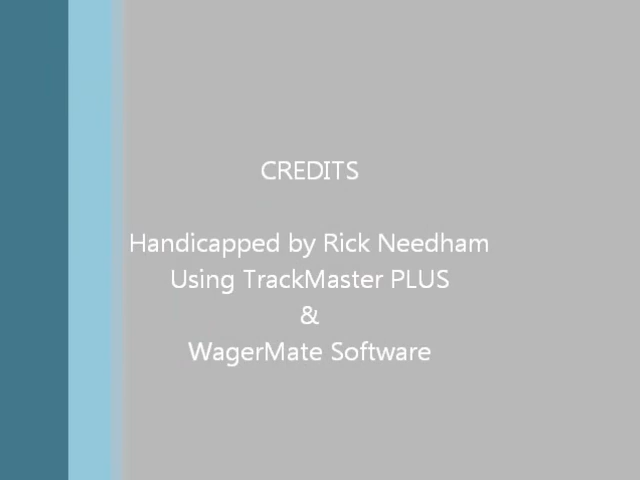 CREDITS
Handicapped by Rick Needham
Using TrackMaster PLUS
&
WagerMate Software